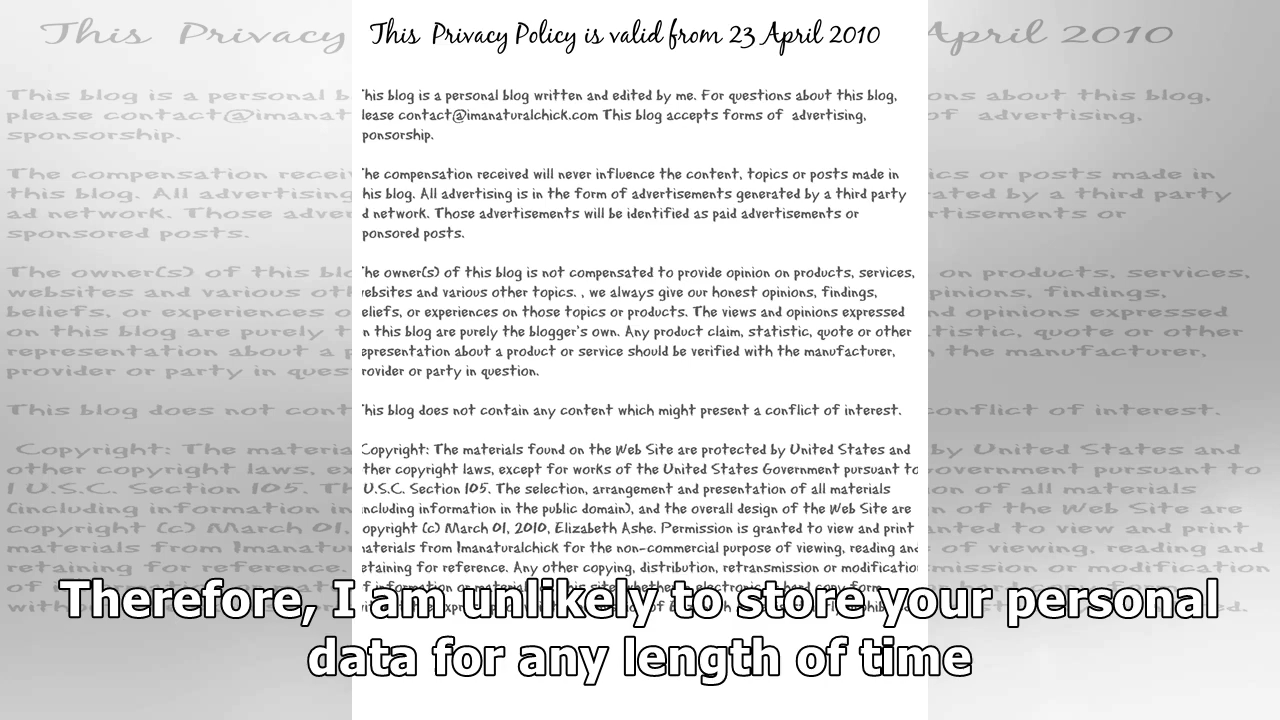 This Privacy Policy is valid from 23 April 2010
his blog is a personal blog written and edited by me. For questions about this blog,
lease contact@imanaturalchick.com This blog accepts forms of advertising,
ponsorship.
he compensation received will never influence the content, topics or posts made in
his blog. All advertising is in the form of advertisements generated by a third party
d network. Those advertisements will be identified as paid advertisements or
ponsored posts.
he owner(s) of this blog is not compensated to provide opinion on products, services,
ebsites and various other topics. , we always give our honest opinions, findings,
eliefs, or experiences on those topics or products. The views and opinions expressed
n this blog are purely the blogger's own. Any product claim, statistic, quote or other
epresentation about a product or service should be verified with the manufacturer,
rovider or party in question.
his blog does not contain any content which might present a conflict of interest.
Copyright: The materials found on the Web Site are protected by United States and
ther copyright laws, except for works of the United States Government pursuant to
U.S.C. Section 105. The selection, arrangement and presentation of all materials
ncluding information in the public domain), and the overall design of the Web Site are
opyright (c) March 01, 2010, Elizabeth Ashe. Permission is granted to view and print
materials from Imanaturalchick for the non-commercial purpose of viewing, reading and
etaining for reference. Any other copying, distribution, retransmission or modificatio
Therefore, I am unlikely to store your personal
data for any length of time